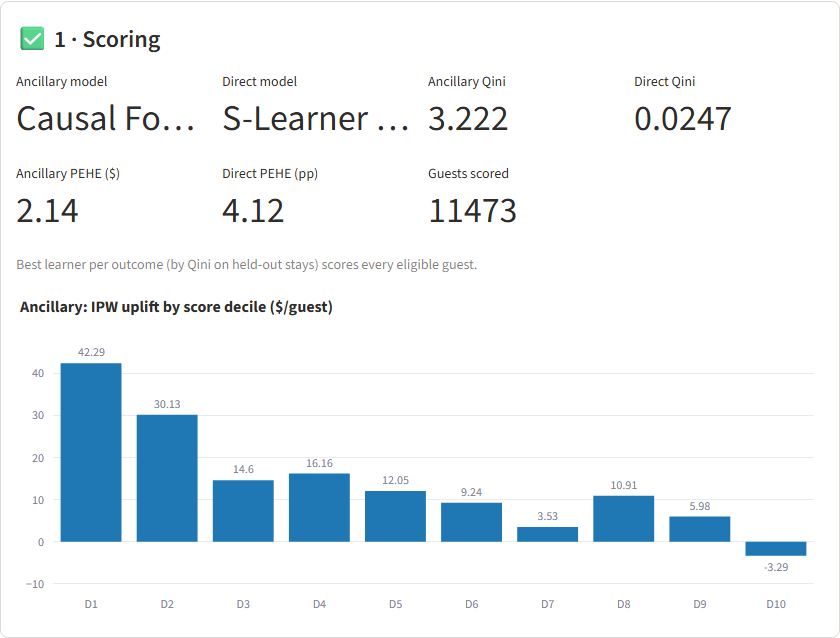 ✅ 1 · Scoring
Ancillary model
Direct model
Ancillary Qini
Direct Qini
Causal Fo…
S-Learner …
3.222
0.0247
Ancillary PEHE ($)
Direct PEHE (pp)
Guests scored
2.14
4.12
11473
Best learner per outcome (by Qini on held-out stays) scores every eligible guest.
Ancillary: IPW uplift by score decile ($/guest)
42.29
30.13
14.6
16.16
12.05
9.24
3.53
10.91
5.98
-3.29
40
30
20
10
0
−10
D1
D2
D3
D4
D5
D6
D7
D8
D9
D10